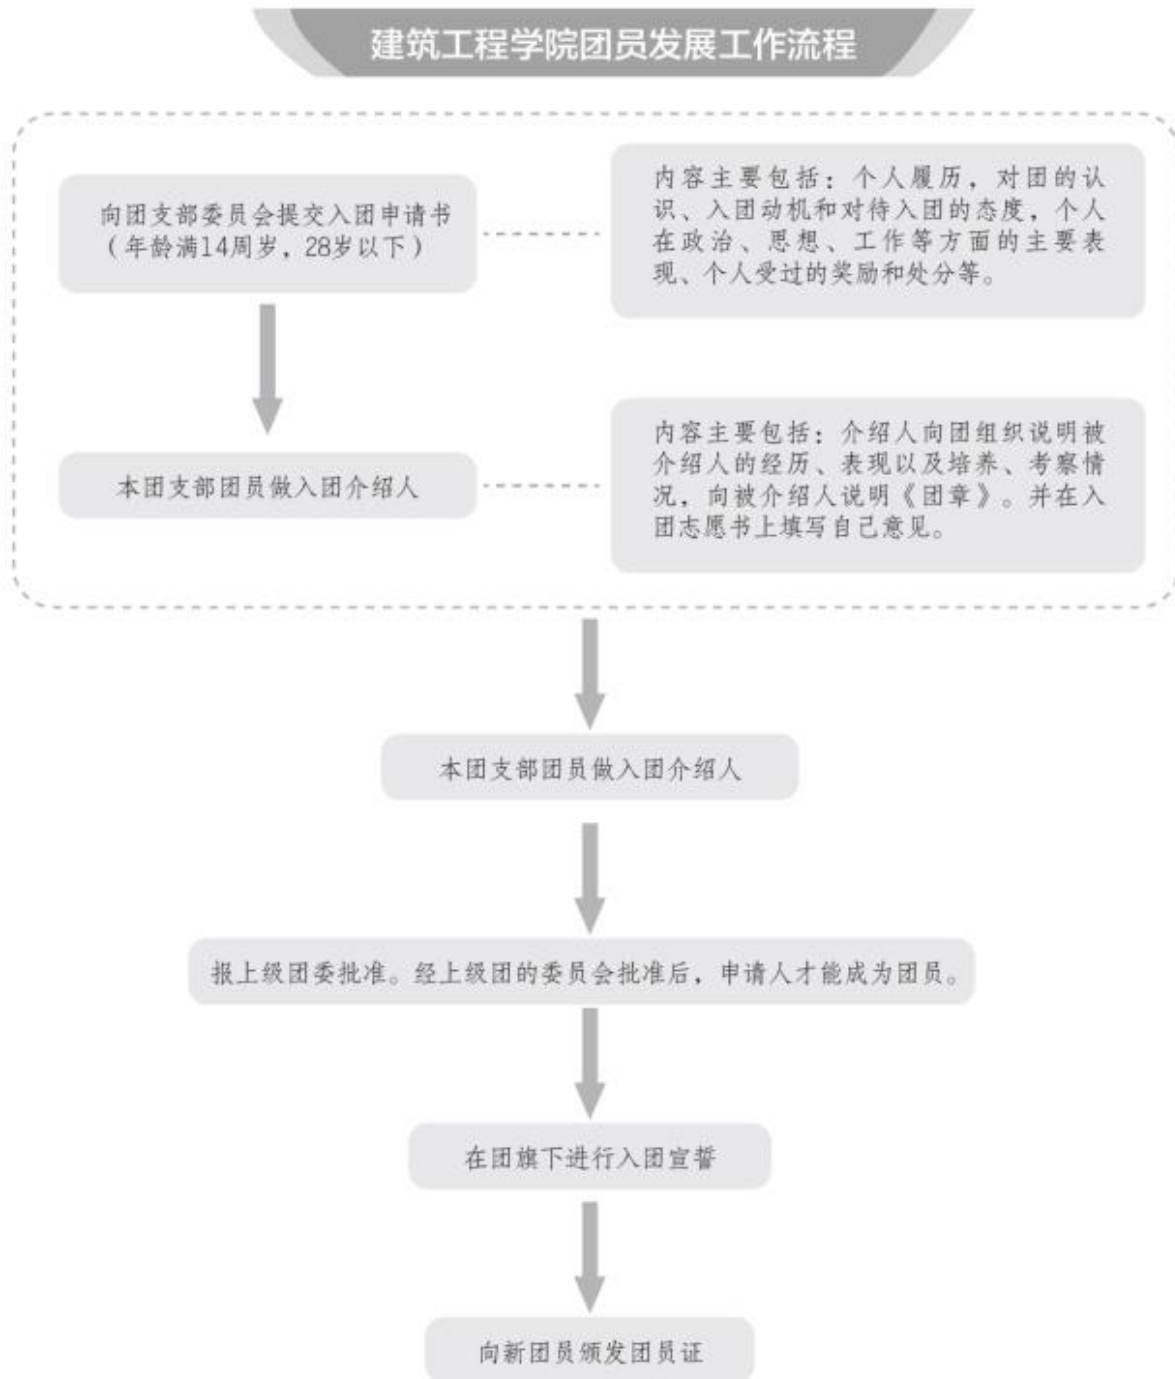 建筑工程学院团员发展工作流程
向团支部委员会提交入团申请书
（年龄满14周岁，28岁以下）
内容主要包括：个人履历，对团的认
识、入团动机和对待入团的态度，个人
在政治、思想、工作等方面的主要表
现、个人受过的奖励和处分等。
本团支部团员做入团介绍人
内容主要包括：介绍人向团组织说明被
介绍人的经历、表现以及培养、考察情
况，向被介绍人说明《团章》。并在入
团志愿书上填写自己意见。
本团支部团员做入团介绍人
报上级团委批准。经上级团的委员会批准后，申请人才能成为团员。
在团旗下进行入团宣誓
向新团员颁发团员证